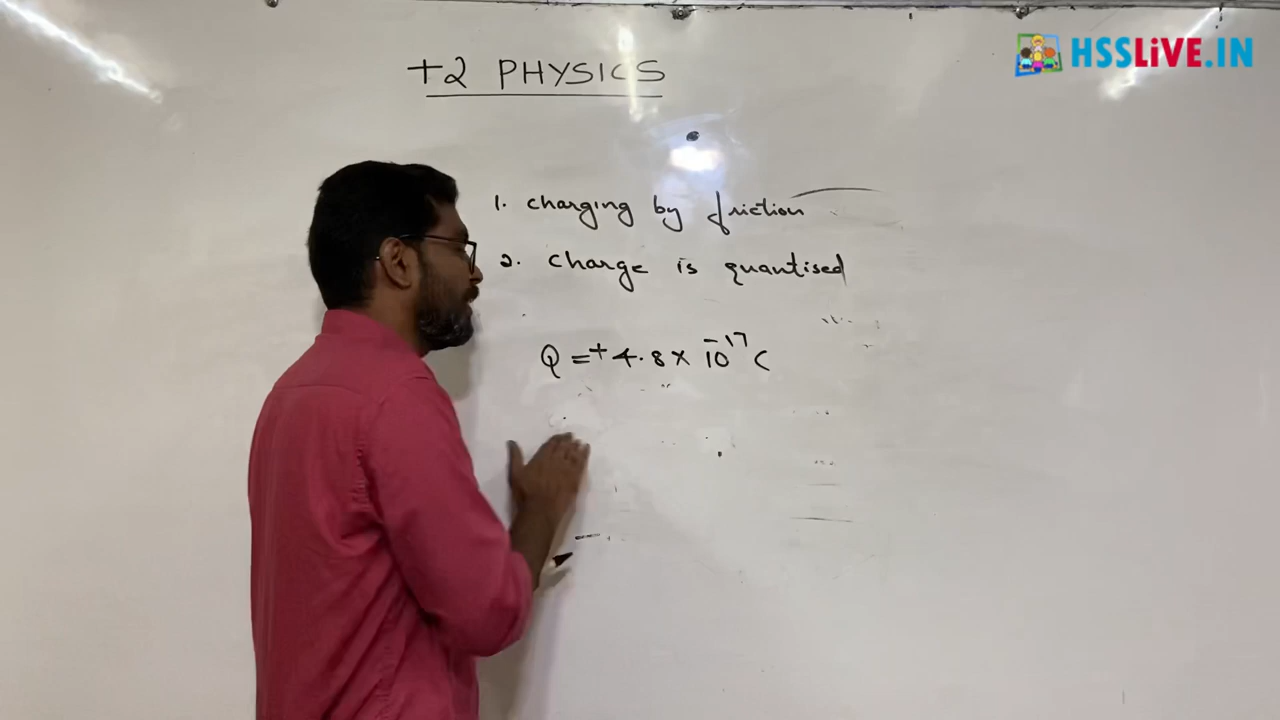 HSSLiVE.IN
+2 PHYSICS
1. charging by friction
2. charge is quantised
Q = + 4.8 × 10⁻¹⁷ C